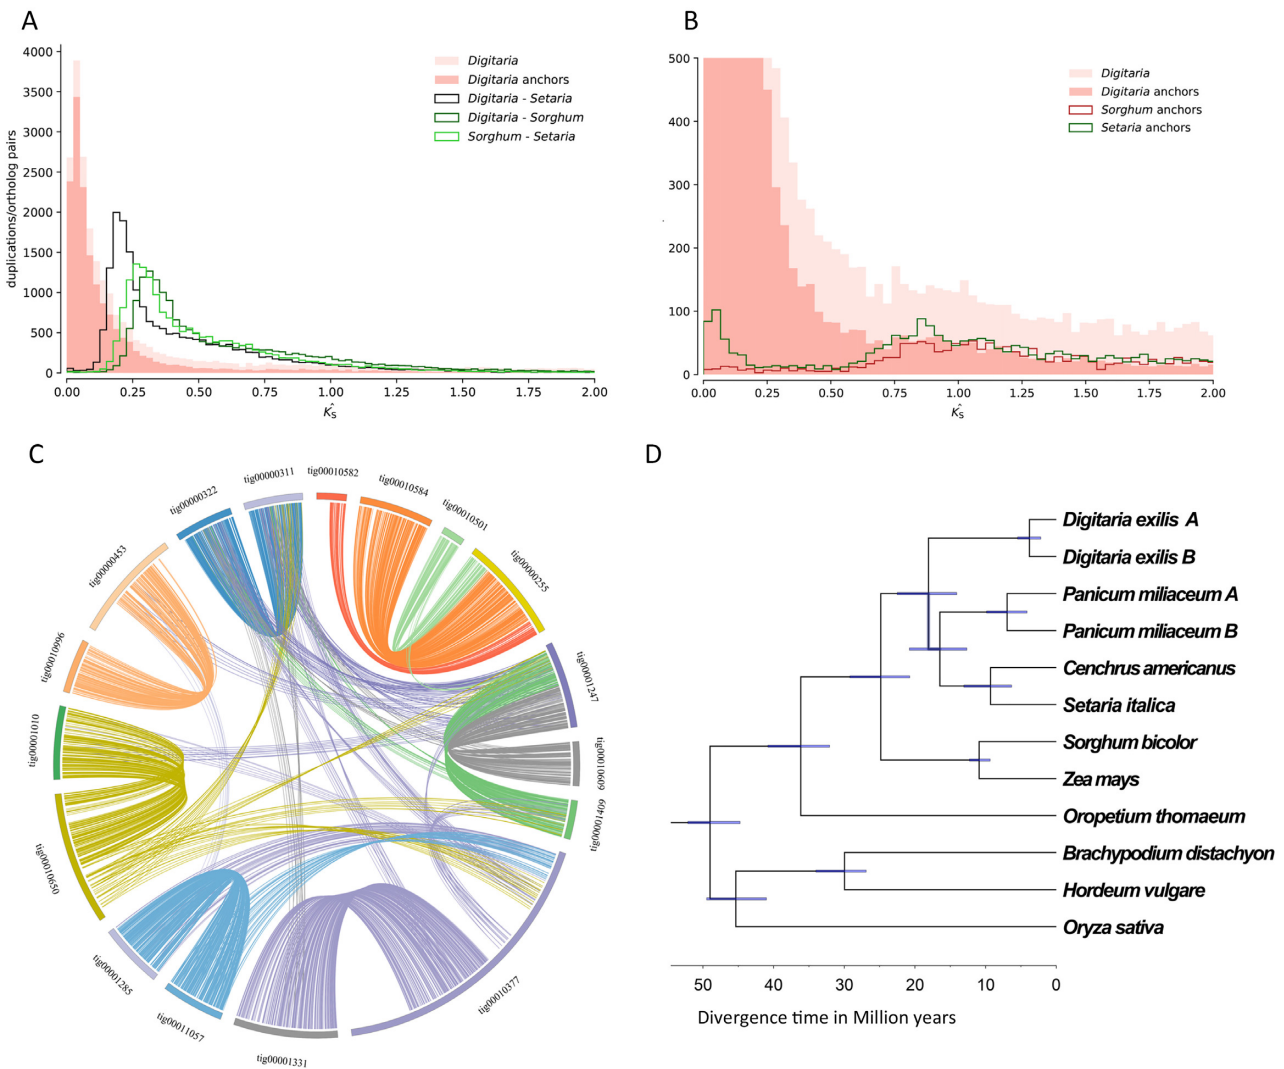 A
4000
3500
3000
2500
2000
1500
1000
500
0
duplications/ortholog pairs
0.00 0.25 0.50 0.75 1.00 1.25 1.50 1.75 2.00
K̂S
Digitaria
Digitaria anchors
Digitaria - Setaria
Digitaria - Sorghum
Sorghum - Setaria
B
500
400
300
200
100
0
0.00 0.25 0.50 0.75 1.00 1.25 1.50 1.75 2.00
K̂S
Digitaria
Digitaria anchors
Sorghum anchors
Setaria anchors
C
tig00000311
tig00010582
tig00010584
tig00010501
tig00000255
tig00001247
tig00010009
tig00001409
tig00010377
tig00001331
tig00011057
tig00001285
tig00010650
tig00001010
tig00010996
tig00000453
tig00000322
D
Digitaria exilis A
Digitaria exilis B
Panicum miliaceum A
Panicum miliaceum B
Cenchrus americanus
Setaria italica
Sorghum bicolor
Zea mays
Oropetium thomaeum
Brachypodium distachyon
Hordeum vulgare
Oryza sativa
50 40 30 20 10 0
Divergence time in Million years